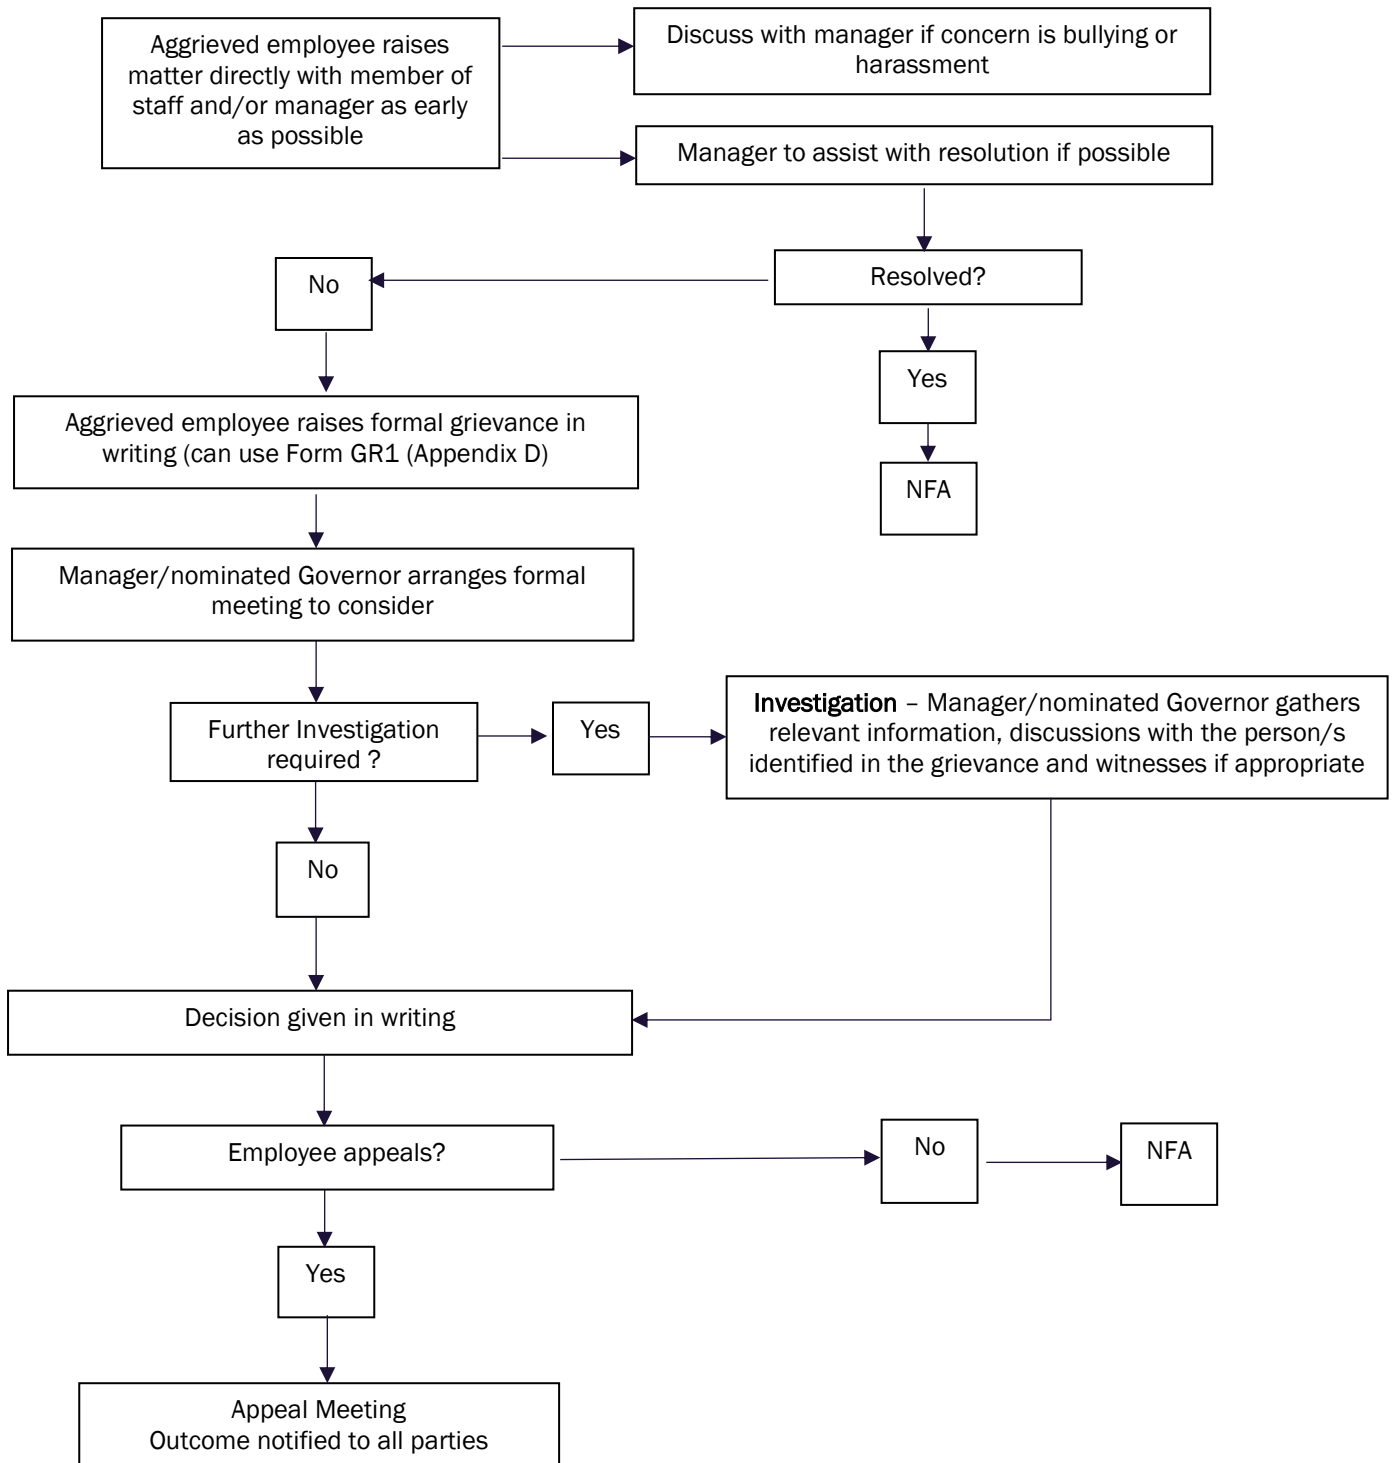 Aggrieved employee raises
matter directly with member of
staff and/or manager as early
as possible
Discuss with manager if concern is bullying or
harassment
Manager to assist with resolution if possible
Resolved?
No
Yes
NFA
Aggrieved employee raises formal grievance in
writing (can use Form GR1 (Appendix D)
Manager/nominated Governor arranges formal
meeting to consider
Further Investigation
required ?
Yes
Investigation – Manager/nominated Governor gathers
relevant information, discussions with the person/s
identified in the grievance and witnesses if appropriate
No
Decision given in writing
Employee appeals?
No
NFA
Yes
Appeal Meeting
Outcome notified to all parties